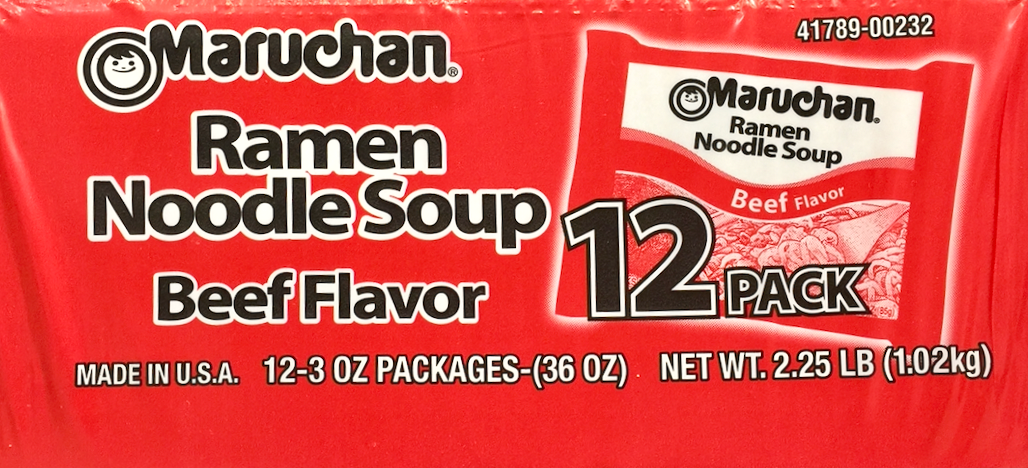 41789-00232
Maruchan®
Ramen
Noodle Soup
Beef Flavor
Maruchan®
Ramen
Noodle Soup
Beef Flavor
12 PACK
MADE IN U.S.A. 12-3 OZ PACKAGES-(36 OZ) NET WT. 2.25 LB (1.02kg)